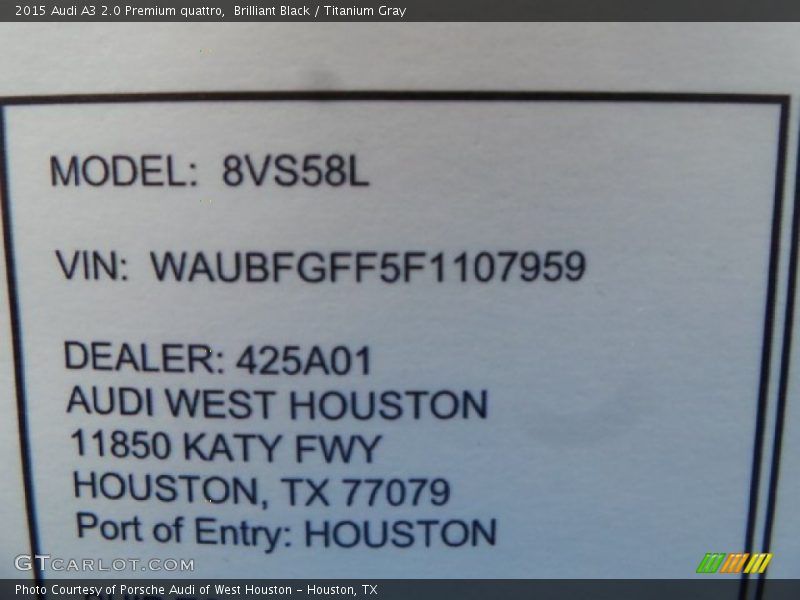 2015 Audi A3 2.0 Premium quattro,  Brilliant Black / Titanium Gray
MODEL:  8VS58L
VIN:  WAUBFGFF5F1107959
DEALER: 425A01
AUDI WEST HOUSTON
11850 KATY FWY
HOUSTON, TX 77079
Port of Entry: HOUSTON
GTCARLOT.COM
Photo Courtesy of Porsche Audi of West Houston - Houston, TX